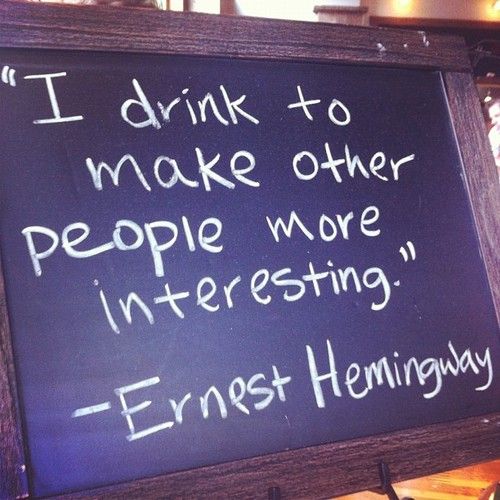 "I drink to
make other
people more
interesting."
-Ernest Hemingway